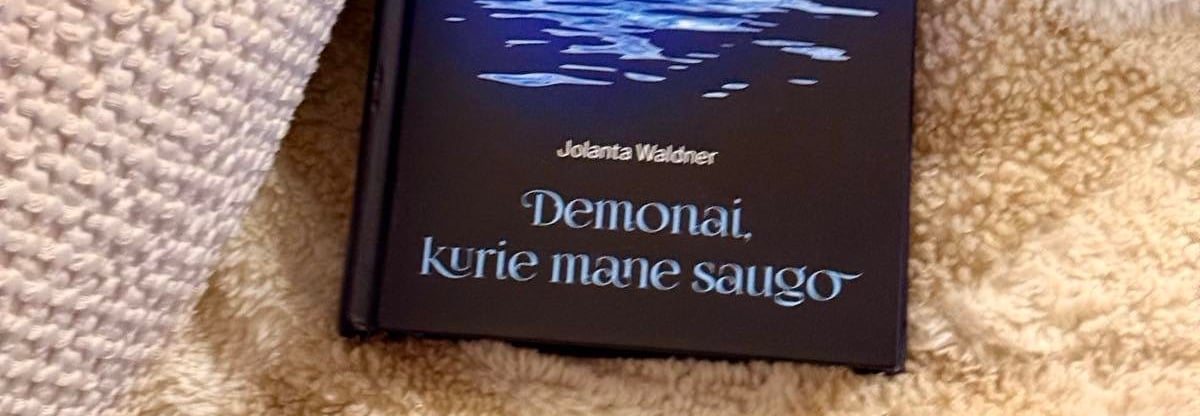 Jolanta Waldner
Demonai,
kurie mane saugo